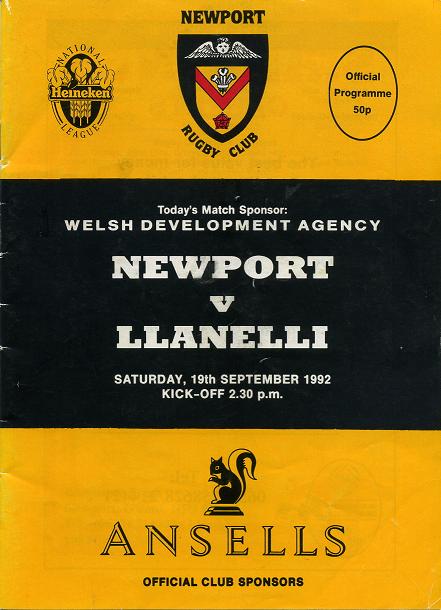 NEWPORT
RUGBY CLUB
NATIONAL
Heineken
LEAGUE
Official
Programme
50p
Today's Match Sponsor:
WELSH DEVELOPMENT AGENCY
NEWPORT
v
LLANELLI
SATURDAY, 19th SEPTEMBER 1992
KICK-OFF 2.30 p.m.
ANSELLS
OFFICIAL CLUB SPONSORS